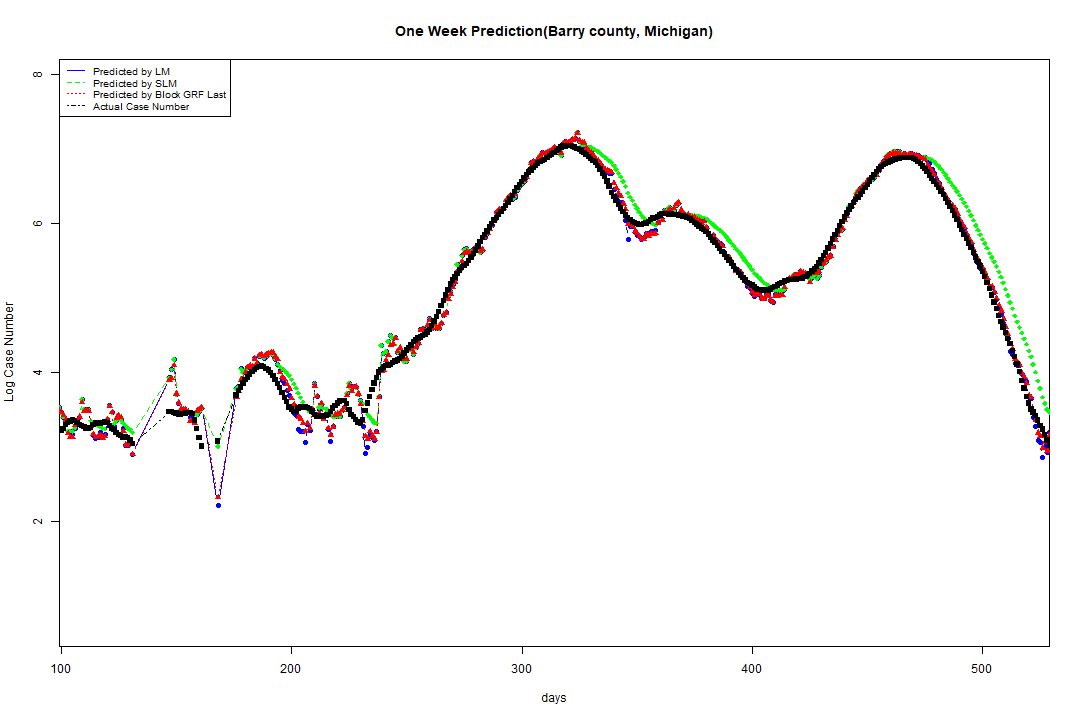 One Week Prediction(Barry county, Michigan)
Predicted by LM
Predicted by SLM
Predicted by Block GRF Last
Actual Case Number
8
6
4
2
Log Case Number
100 200 300 400 500
days